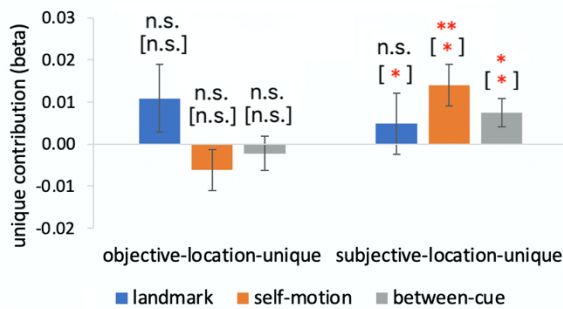 unique contribution (beta)
0.03
0.02
0.01
0.00
-0.01
-0.02
n.s.
[n.s.]
n.s.
[n.s.]
n.s.
[n.s.]
n.s.
[ * ]
**
[ * ]
*
[ * ]
objective-location-unique
subjective-location-unique
landmark
self-motion
between-cue